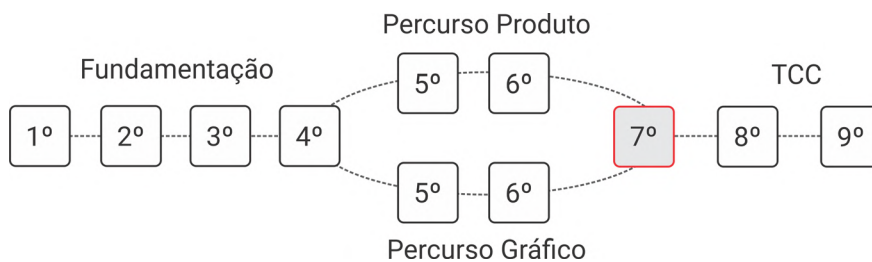 Percurso Produto
Fundamentação
5º 6º
TCC
1º 2º 3º 4º
7º 8º 9º
5º 6º
Percurso Gráfico